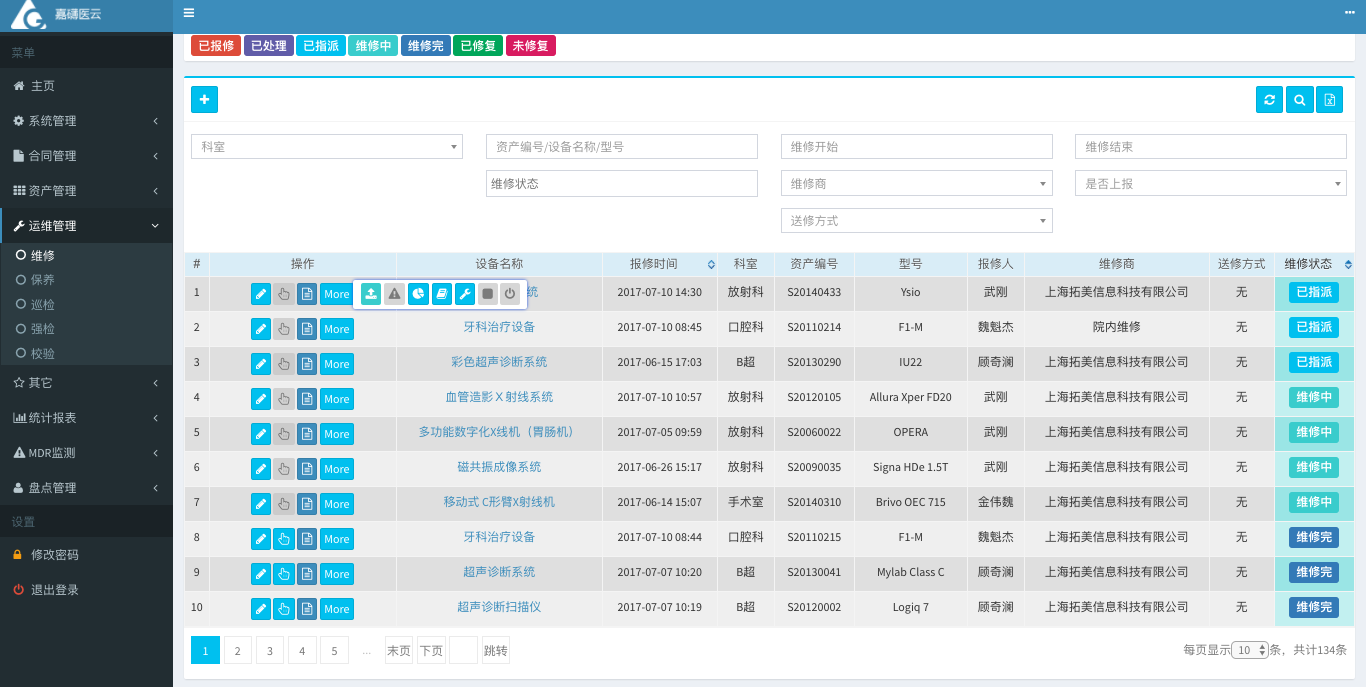 嘉磡医云
菜单
主页
系统管理
合同管理
资产管理
运维管理
维修
保养
巡检
强检
校验
其它
统计报表
MDR监测
盘点管理
设置
修改密码
退出登录
已报修 已处理 已指派 维修中 维修完 已修复 未修复
科室 资产编号/设备名称/型号 维修开始 维修结束
维修状态 维修商 是否上报
送修方式
# 操作 设备名称 报修时间 科室 资产编号 型号 报修人 维修商 送修方式 维修状态
1 More 统 2017-07-10 14:30 放射科 S20140433 Ysio 武刚 上海拓美信息科技有限公司 无 已指派
2 More 牙科治疗设备 2017-07-10 08:45 口腔科 S20110214 F1-M 魏魁杰 院内维修 无 已指派
3 More 彩色超声诊断系统 2017-06-15 17:03 B超 S20130290 IU22 顾奇澜 上海拓美信息科技有限公司 无 已指派
4 More 血管造影X射线系统 2017-07-10 10:57 放射科 S20120105 Allura Xper FD20 武刚 上海拓美信息科技有限公司 无 维修中
5 More 多功能数字化X线机（胃肠机） 2017-07-05 09:59 放射科 S20060022 OPERA 武刚 上海拓美信息科技有限公司 无 维修中
6 More 磁共振成像系统 2017-06-26 15:17 放射科 S20090035 Signa HDe 1.5T 武刚 上海拓美信息科技有限公司 无 维修中
7 More 移动式 C形臂X射线机 2017-06-14 15:07 手术室 S20140310 Brivo OEC 715 金伟魏 上海拓美信息科技有限公司 无 维修中
8 More 牙科治疗设备 2017-07-10 08:44 口腔科 S20110215 F1-M 魏魁杰 上海拓美信息科技有限公司 无 维修完
9 More 超声诊断系统 2017-07-07 10:20 B超 S20130041 Mylab Class C 顾奇澜 上海拓美信息科技有限公司 无 维修完
10 More 超声诊断扫描仪 2017-07-07 10:19 B超 S20120002 Logiq 7 顾奇澜 上海拓美信息科技有限公司 无 维修完
1 2 3 4 5 ... 末页 下页 跳转 每页显示 10 条，共计134条